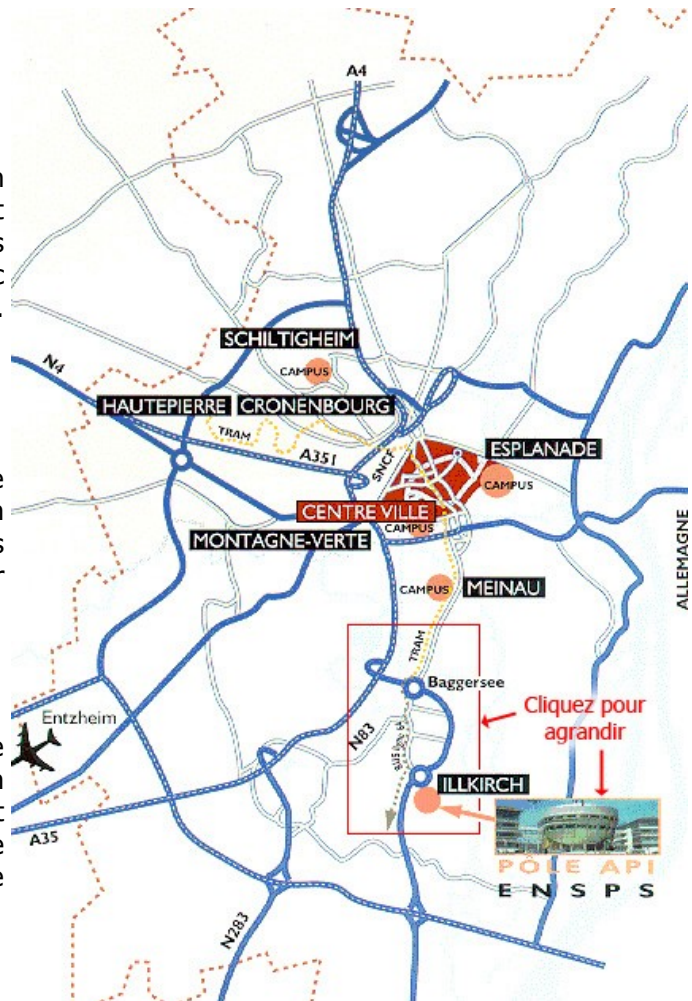 A4
SCHILTIGHEIM
CAMPUS
N4
HAUTEPIERRE
CRONENBOURG
TRAM
A351
SNCF
ESPLANADE
CAMPUS
CENTRE VILLE
CAMPUS
MONTAGNE-VERTE
ALLEMAGNE
CAMPUS
MEINAU
TRAM
Baggersee
Cliquez pour
agrandir
Entzheim
N83
ILLKIRCH
A35
PÔLE API
ENSPS
N283